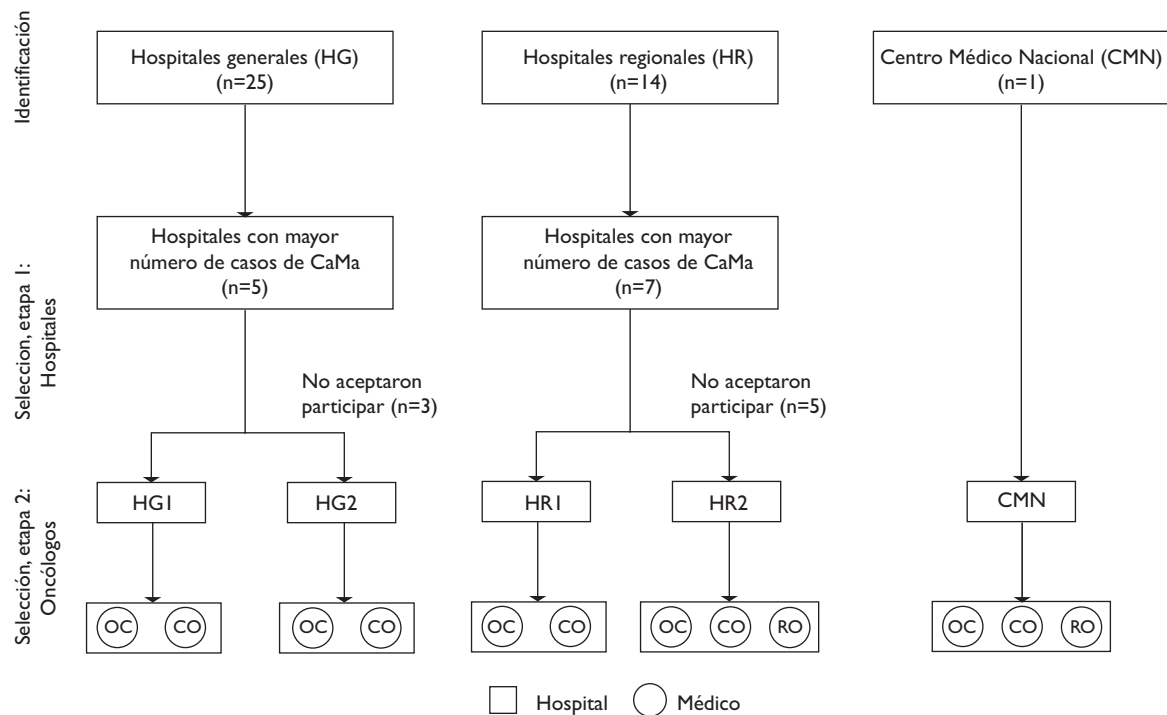 Identificación
Hospitales generales (HG)
(n=25)
Hospitales regionales (HR)
(n=14)
Centro Médico Nacional (CMN)
(n=1)
Seleccion, etapa 1:
Hospitales
Hospitales con mayor
número de casos de CaMa
(n=5)
Hospitales con mayor
número de casos de CaMa
(n=7)
No aceptaron
participar (n=3)
No aceptaron
participar (n=5)
Selección, etapa 2:
Oncólogos
HG1
HG2
HR1
HR2
CMN
OC CO
OC CO
OC CO
OC CO RO
OC CO RO
Hospital
Médico